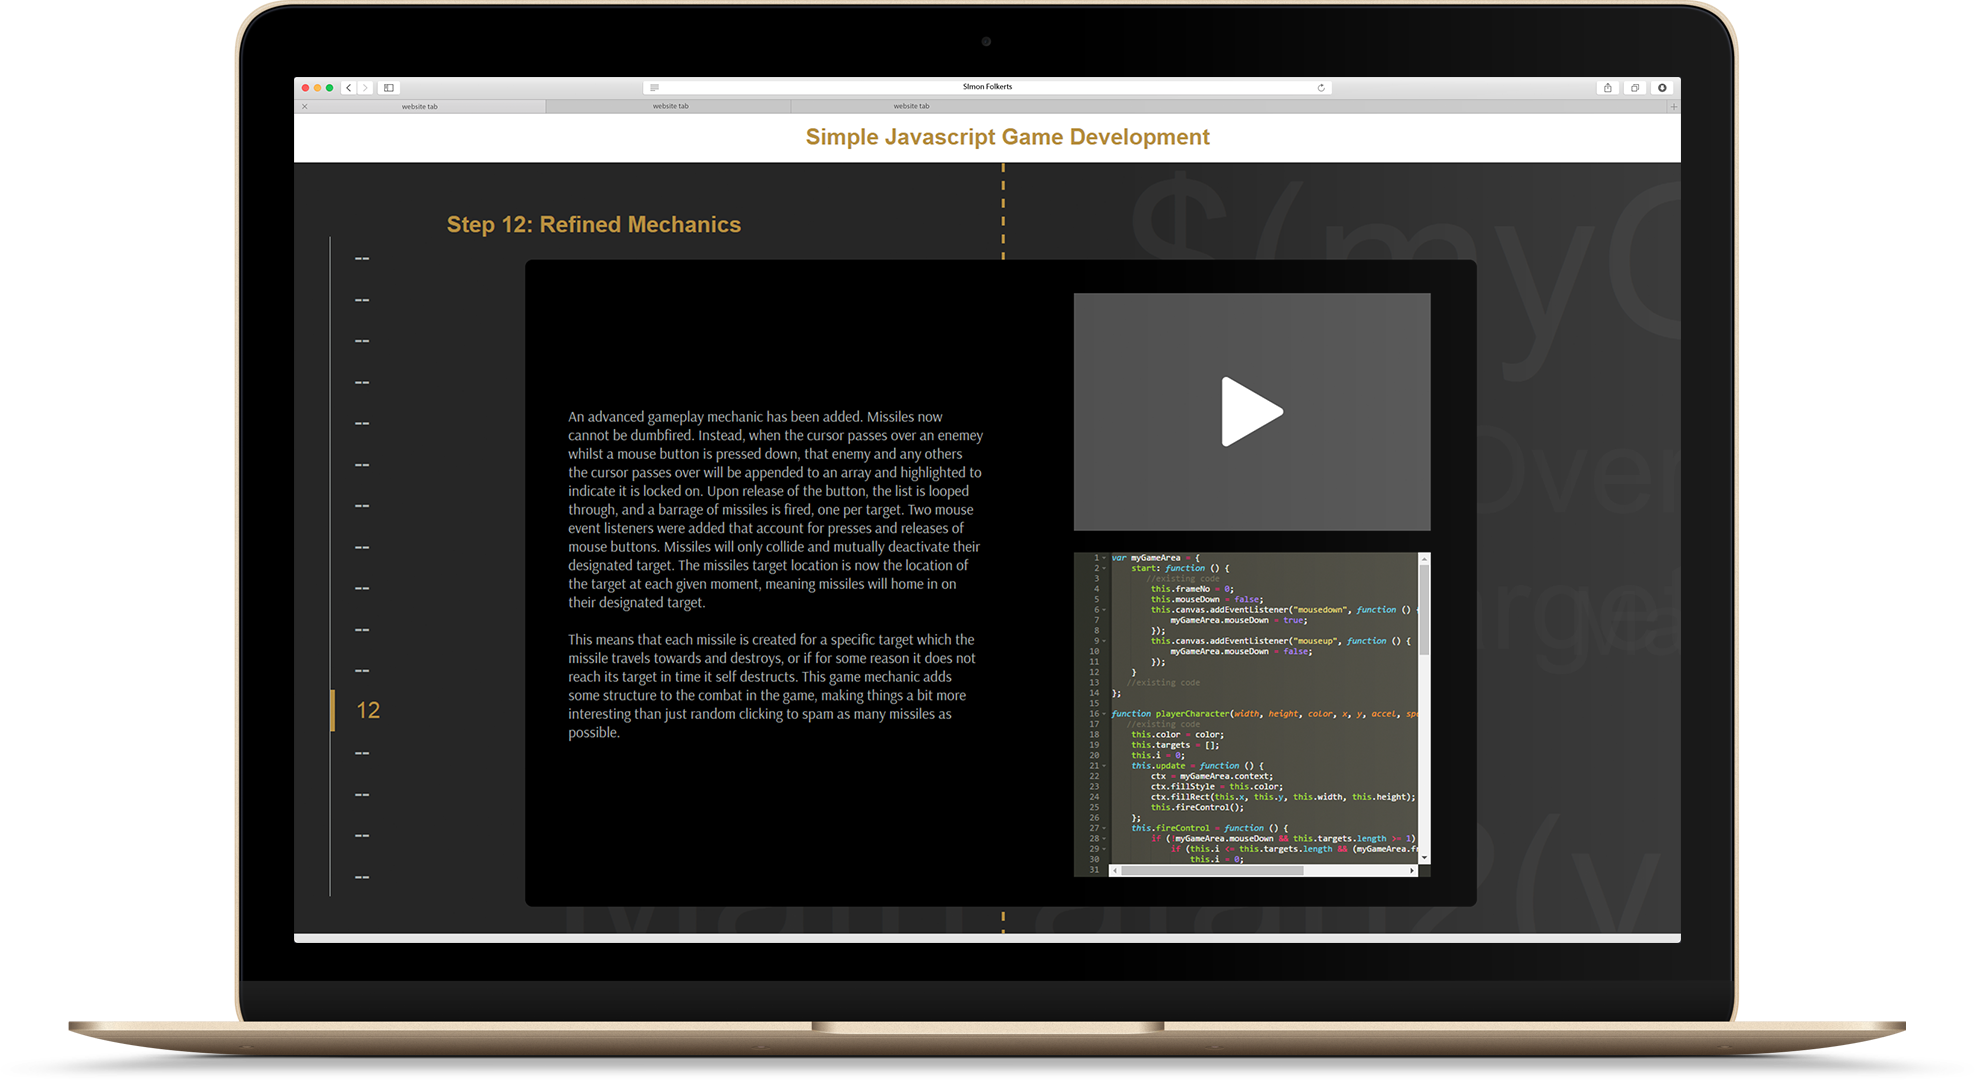 SImon Folkerts
website tab
website tab
website tab
Simple Javascript Game Development
Step 12: Refined Mechanics
--
--
--
--
--
--
--
--
--
--
--
12
--
--
--
--
An advanced gameplay mechanic has been added. Missiles now
cannot be dumbfired. Instead, when the cursor passes over an enemey
whilst a mouse button is pressed down, that enemy and any others
the cursor passes over will be appended to an array and highlighted to
indicate it is locked on. Upon release of the button, the list is looped
through, and a barrage of missiles is fired, one per target. Two mouse
event listeners were added that account for presses and releases of
mouse buttons. Missiles will only collide and mutually deactivate their
designated target. The missiles target location is now the location of
the target at each given moment, meaning missiles will home in on
their designated target.
This means that each missile is created for a specific target which the
missile travels towards and destroys, or if for some reason it does not
reach its target in time it self destructs. This game mechanic adds
some structure to the combat in the game, making things a bit more
interesting than just random clicking to spam as many missiles as
possible.
1 var myGameArea = {
2 start: function () {
3 //existing code
4 this.frameNo = 0;
5 this.mouseDown = false;
6 this.canvas.addEventListener("mousedown", function () {
7 myGameArea.mouseDown = true;
8 });
9 this.canvas.addEventListener("mouseup", function () {
10 myGameArea.mouseDown = false;
11 });
12 }
13 //existing code
14 };
15
16 function playerCharacter(width, height, color, x, y, accel, sp
17 //existing code
18 this.color = color;
19 this.targets = [];
20 this.i = 0;
21 this.update = function () {
22 ctx = myGameArea.context;
23 ctx.fillStyle = this.color;
24 ctx.fillRect(this.x, this.y, this.width, this.height);
25 this.fireControl();
26 };
27 this.fireControl = function () {
28 if (!myGameArea.mouseDown && this.targets.length >= 1)
29 if (this.i <= this.targets.length && (myGameArea.fr
30 this.i = 0;
31
$(myC
Over
arge
2(v